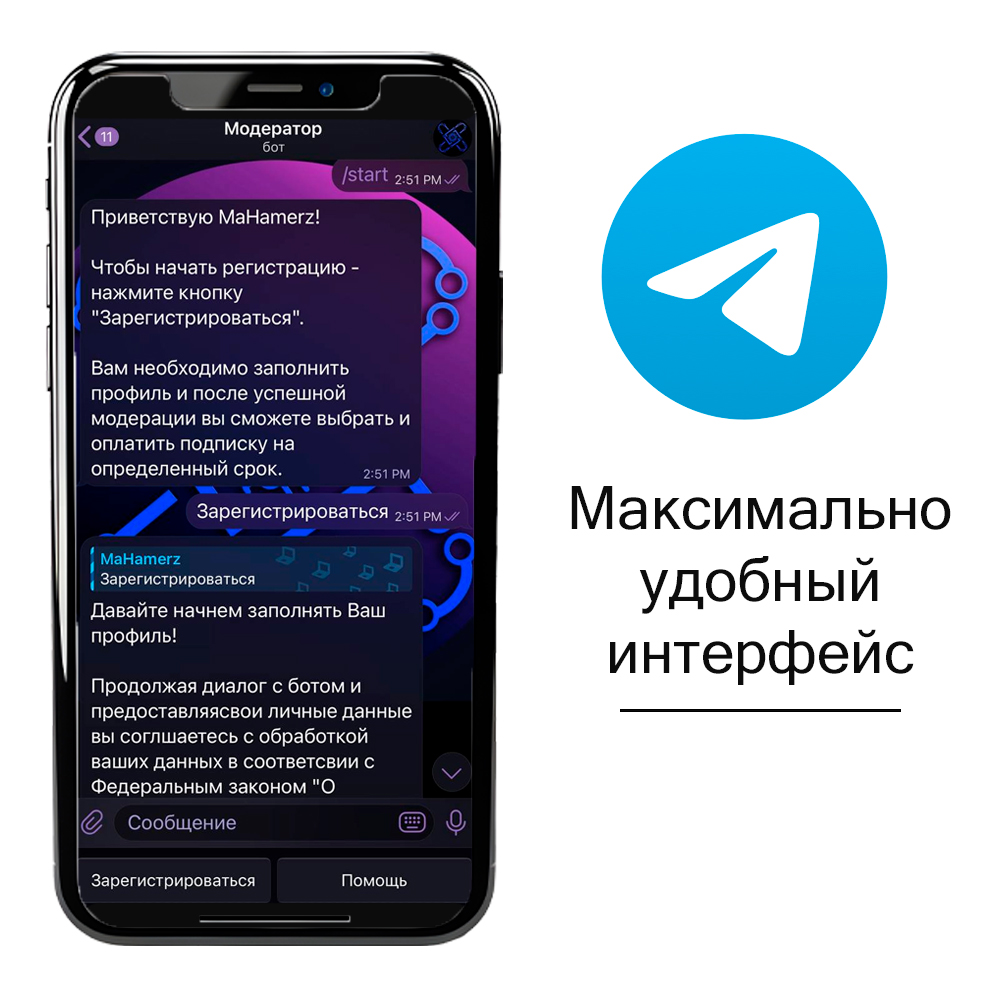 11
Модератор
бот
/start 2:51 PM
Приветствую MaHamerz!
Чтобы начать регистрацию -
нажмите кнопку
"Зарегистрироваться".
Вам необходимо заполнить
профиль и после успешной
модерации вы сможете выбрать и
оплатить подписку на
определенный срок. 2:51 PM
Зарегистрироваться 2:51 PM
MaHamerz
Зарегистрироваться
Давайте начнем заполнять Ваш
профиль!
Продолжая диалог с ботом и
предоставляясвои личные данные
вы соглшаетесь с обработкой
ваших данных в соответсвии с
Федеральным законом "О
Сообщение
Зарегистрироваться Помощь
Максимально
удобный
интерфейс